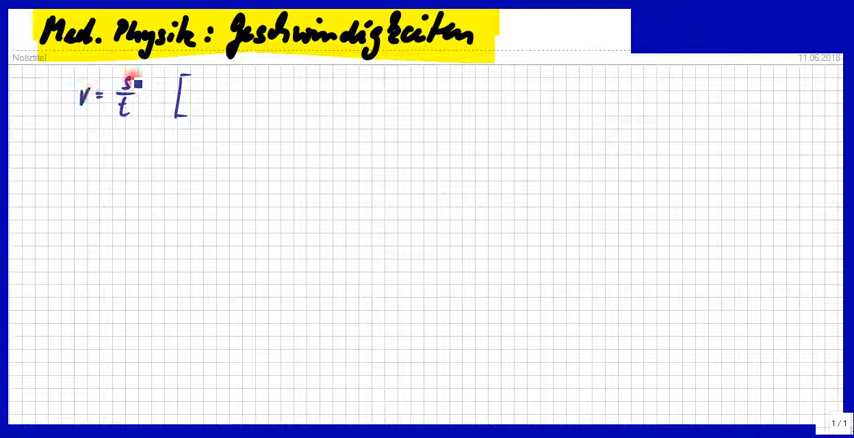 Med. Physik: Geschwindigkeiten
Notiztitel
11.06.2018
v = s/t [
1 / 1